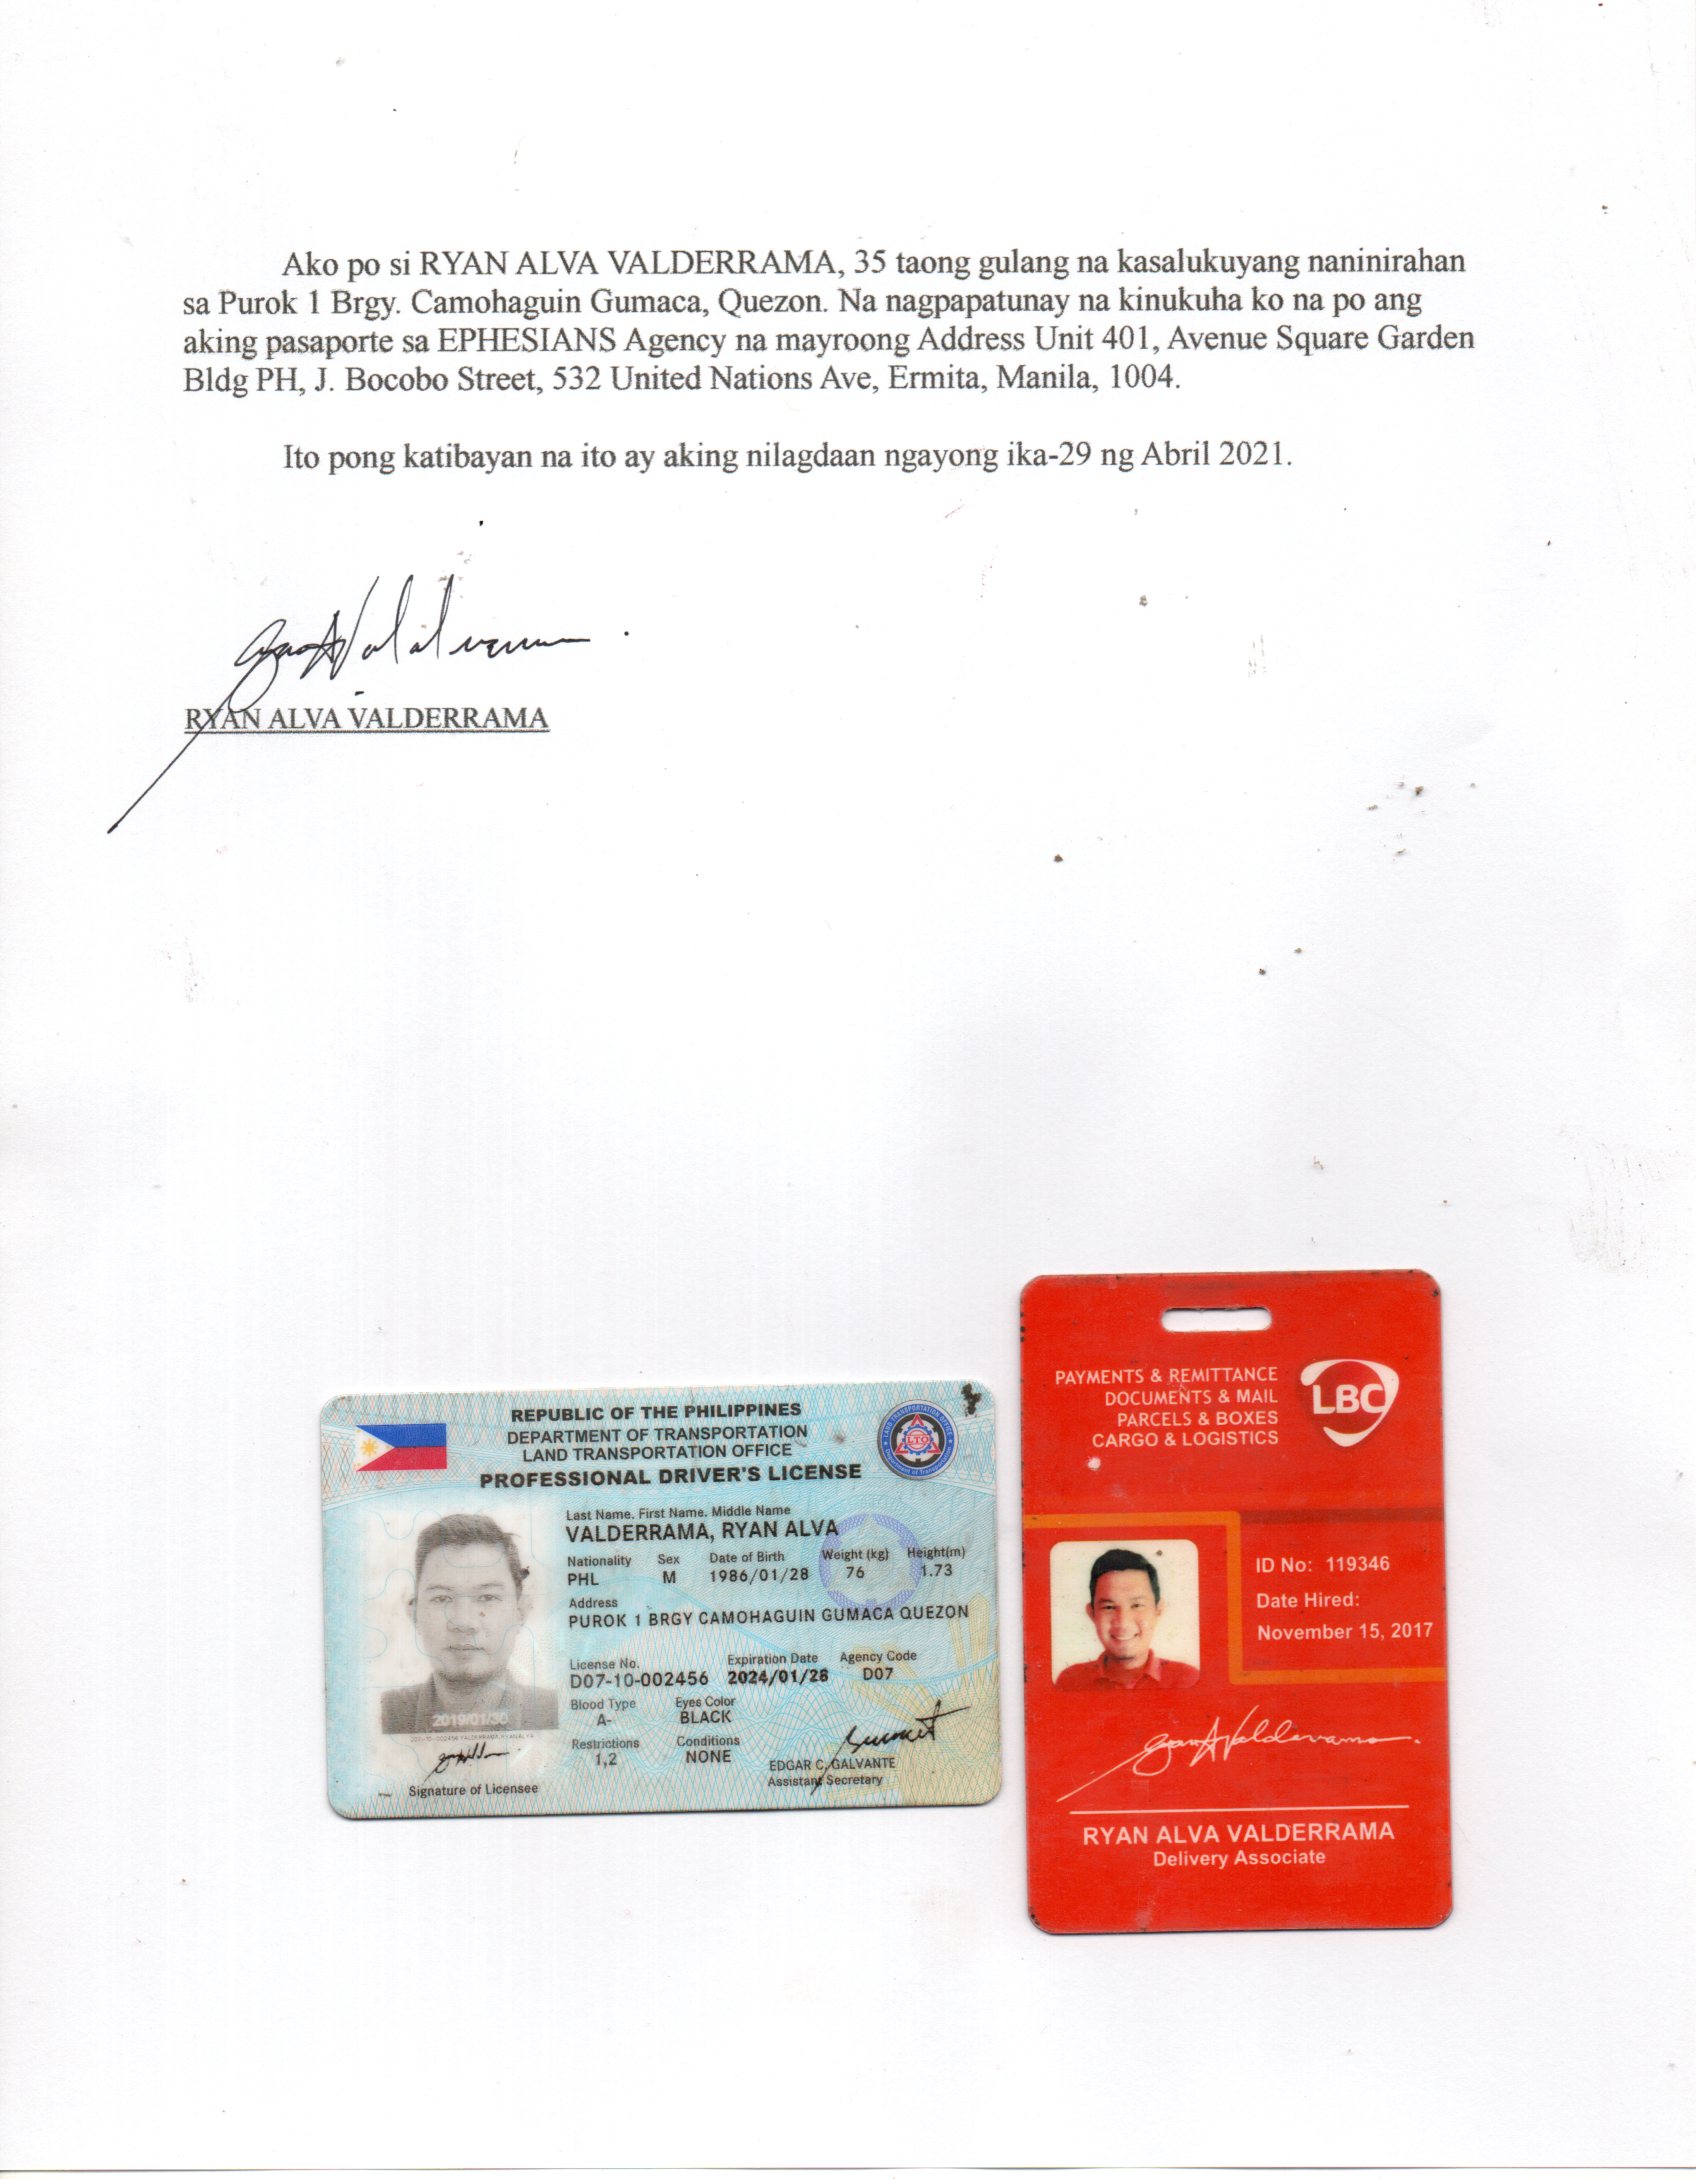 Ako po si RYAN ALVA VALDERRAMA, 35 taong gulang na kasalukuyang naninirahan
sa Purok 1 Brgy. Camohaguin Gumaca, Quezon. Na nagpapatunay na kinukuha ko na po ang
aking pasaporte sa EPHESIANS Agency na mayroong Address Unit 401, Avenue Square Garden
Bldg PH, J. Bocobo Street, 532 United Nations Ave, Ermita, Manila, 1004.
Ito pong katibayan na ito ay aking nilagdaan ngayong ika-29 ng Abril 2021.
RYAN ALVA VALDERRAMA
REPUBLIC OF THE PHILIPPINES
DEPARTMENT OF TRANSPORTATION
LAND TRANSPORTATION OFFICE
PROFESSIONAL DRIVER'S LICENSE
LTO
Last Name. First Name. Middle Name
VALDERRAMA, RYAN ALVA
Nationality Sex Date of Birth Weight (kg) Height(m)
PHL M 1986/01/28 76 1.73
Address
PUROK 1 BRGY CAMOHAGUIN GUMACA QUEZON
License No. Expiration Date Agency Code
D07-10-002456 2024/01/28 D07
Blood Type Eyes Color
A- BLACK
Restrictions Conditions
1,2 NONE
2019/01/30
EDGAR C. GALVANTE
Assistant Secretary
Signature of Licensee
PAYMENTS & REMITTANCE
DOCUMENTS & MAIL
PARCELS & BOXES
CARGO & LOGISTICS
LBC
ID No: 119346
Date Hired:
November 15, 2017
RYAN ALVA VALDERRAMA
Delivery Associate